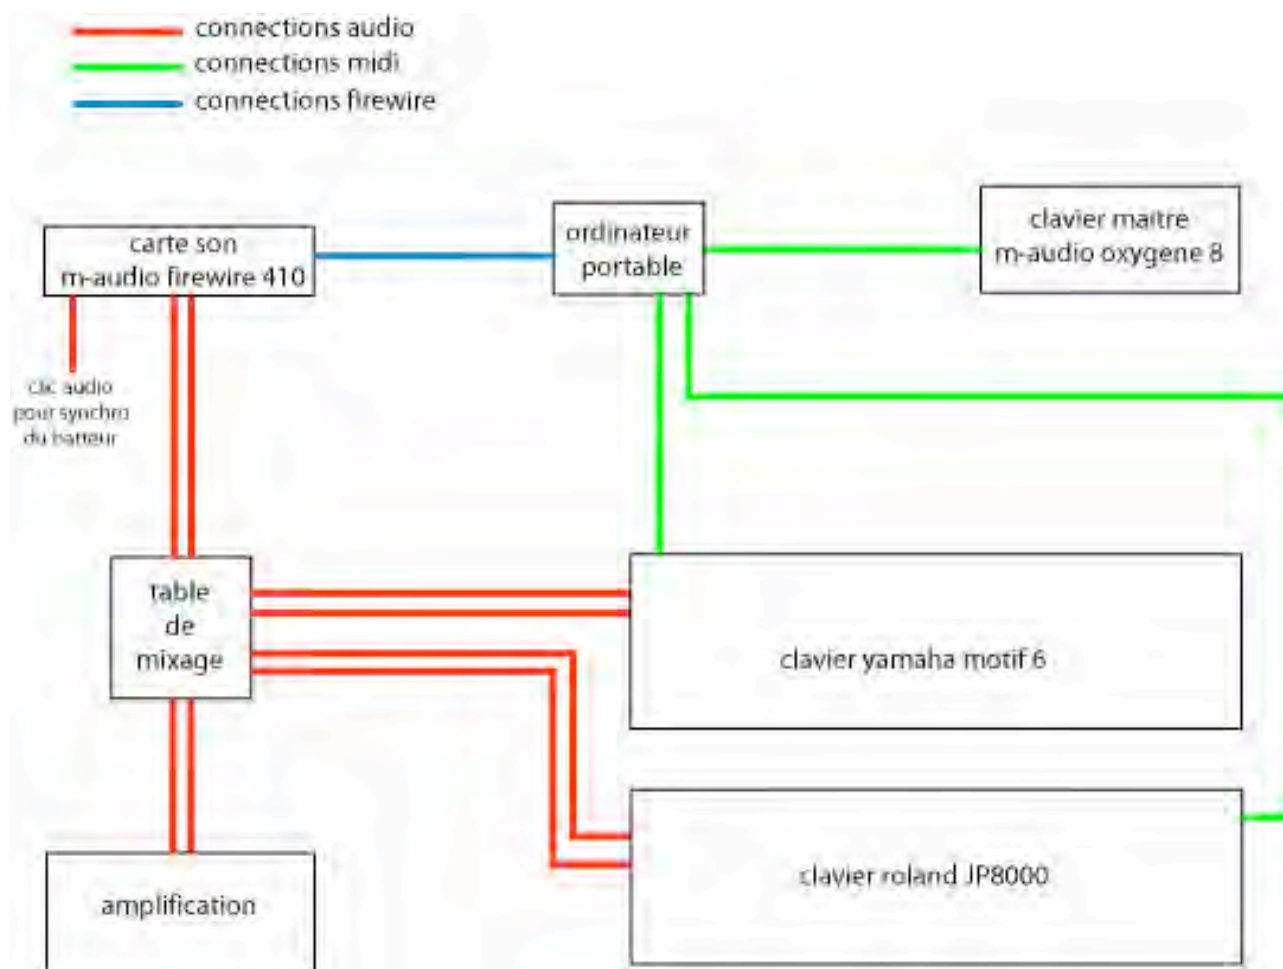 connections audio
connections midi
connections firewire
carte son
m-audio firewire 410
ordinateur
portable
clavier maitre
m-audio oxygene 8
clic audio
pour synchro
du batteur
table
de
mixage
clavier yamaha motif 6
clavier roland JP8000
amplification